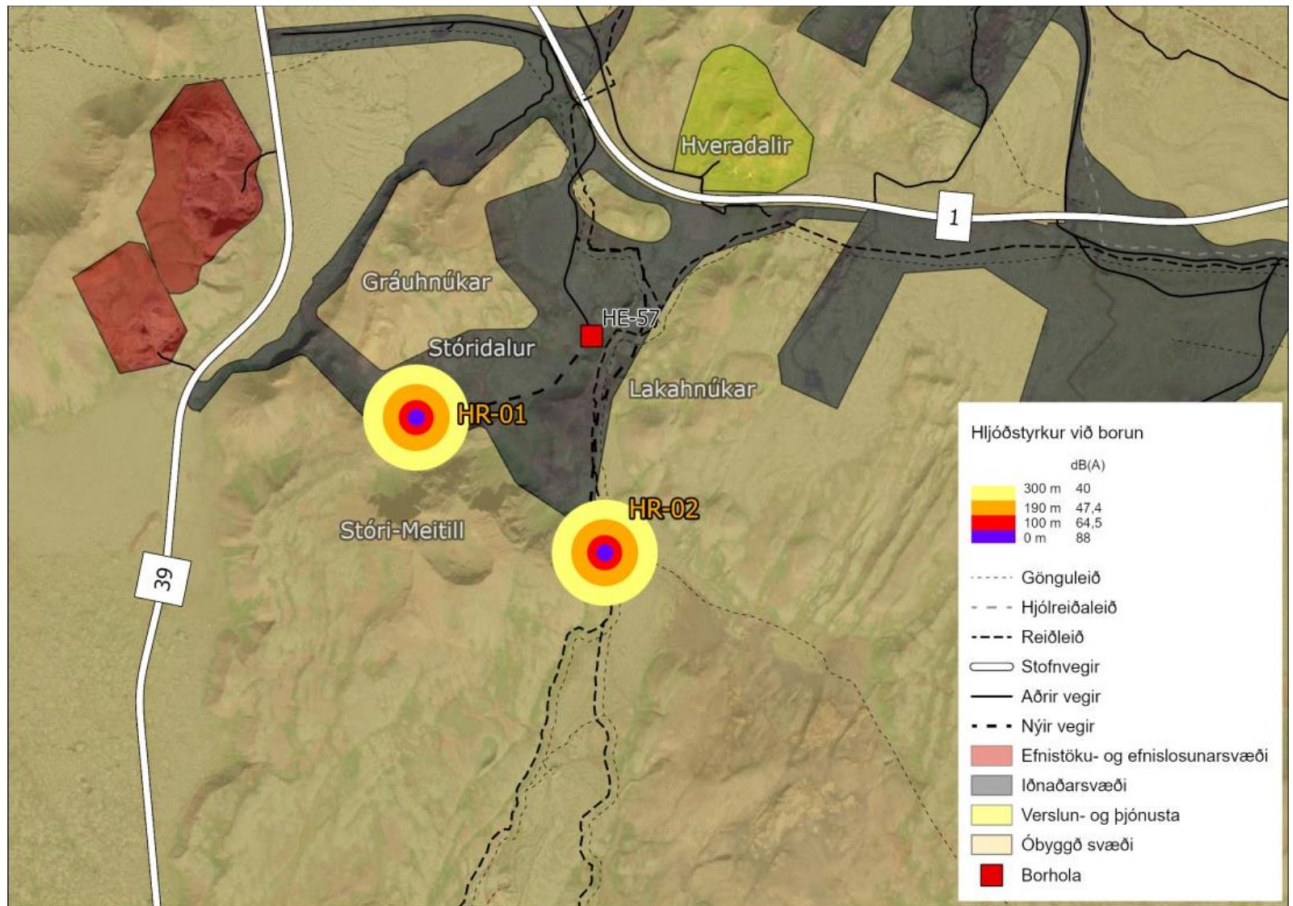 Hveradalir
1
Gráuhnúkar
HE-57
Stóridalur
Lakahnúkar
HR-01
HR-02
Stóri-Meitill
39
Hljóðstyrkur við borun
dB(A)
300 m 40
190 m 47,4
100 m 64,5
0 m 88
Gönguleið
Hjólreiðaleið
Reiðleið
Stofnvegir
Aðrir vegir
Nýir vegir
Efnistöku- og efnislosunarsvæði
Iðnaðarsvæði
Verslun- og þjónusta
Óbyggð svæði
Borhola